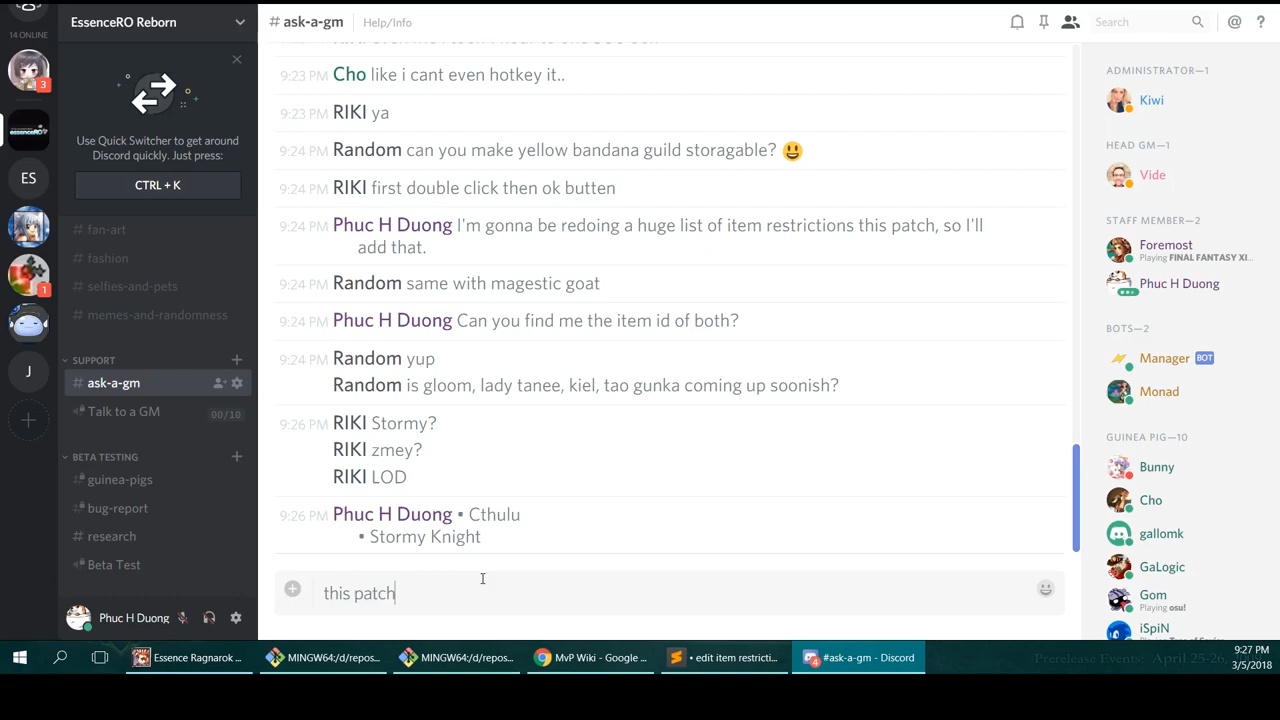 14 ONLINE
3
essenceRO
ES
1
J
EssenceRO Reborn
Use Quick Switcher to get around
Discord quickly. Just press:
CTRL + K
# fan-art
# fashion
# selfies-and-pets
# memes-and-randomness
SUPPORT
# ask-a-gm
Talk to a GM 00/10
BETA TESTING
guinea-pigs
bug-report
# research
Beta Test
Phuc H Duong
# ask-a-gm Help/Info
Search
9:23 PM Cho like i cant even hotkey it..
9:23 PM RIKI ya
9:24 PM Random can you make yellow bandana guild storagable? 😃
9:24 PM RIKI first double click then ok butten
9:24 PM Phuc H Duong I'm gonna be redoing a huge list of item restrictions this patch, so I'll
add that.
9:24 PM Random same with magestic goat
9:24 PM Phuc H Duong Can you find me the item id of both?
9:24 PM Random yup
Random is gloom, lady tanee, kiel, tao gunka coming up soonish?
9:26 PM RIKI Stormy?
RIKI zmey?
RIKI LOD
9:26 PM Phuc H Duong • Cthulu
• Stormy Knight
this patch
ADMINISTRATOR—1
Kiwi
HEAD GM—1
Vide
STAFF MEMBER—2
Foremost
Playing FINAL FANTASY XI...
Phuc H Duong
BOTS—2
Manager BOT
Monad
GUINEA PIG—10
Bunny
Cho
gallomk
GaLogic
Gom
Playing osu!
iSpiN
Essence Ragnarok ...
MINGW64:/d/repos...
MINGW64:/d/repos...
MvP Wiki - Google ...
• edit item restricti...
4
#ask-a-gm - Discord
Prerelease Events: April 25-26,
9:27 PM
3/5/2018